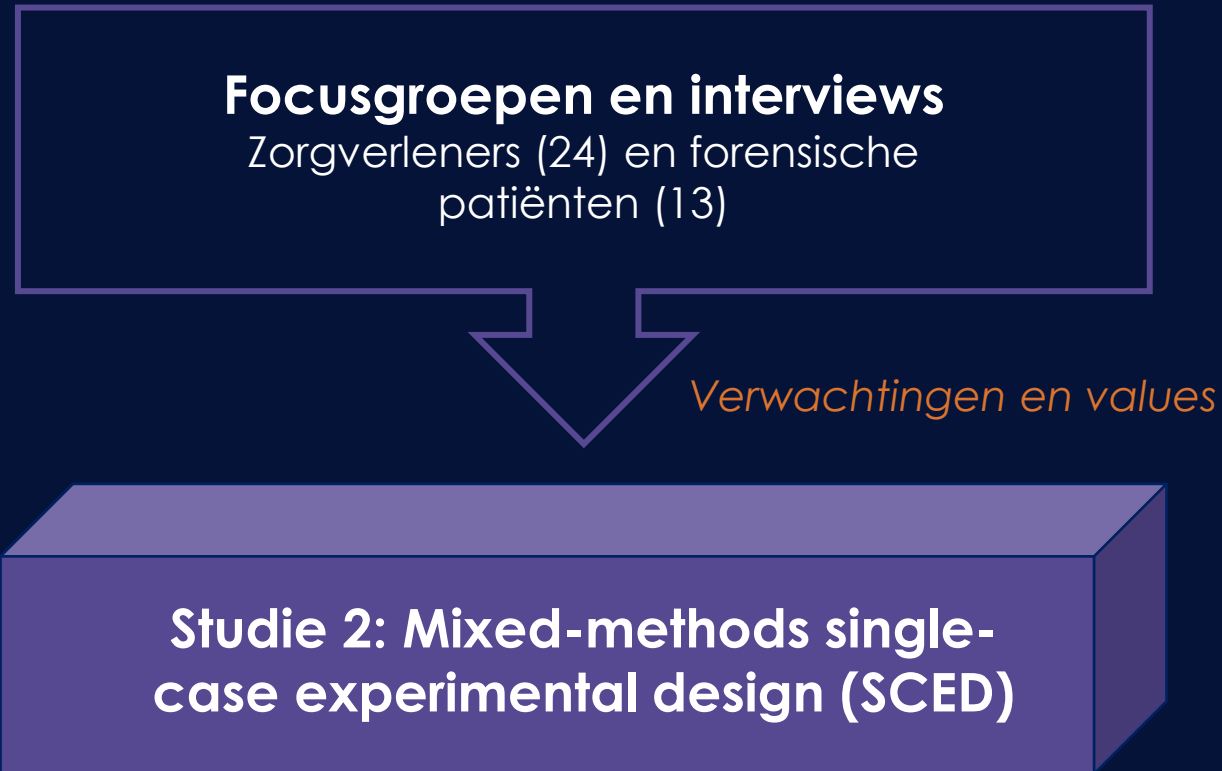 Focusgroepen en interviews
Zorgverleners (24) en forensische
patiënten (13)
Verwachtingen en values
Studie 2: Mixed-methods single-
case experimental design (SCED)